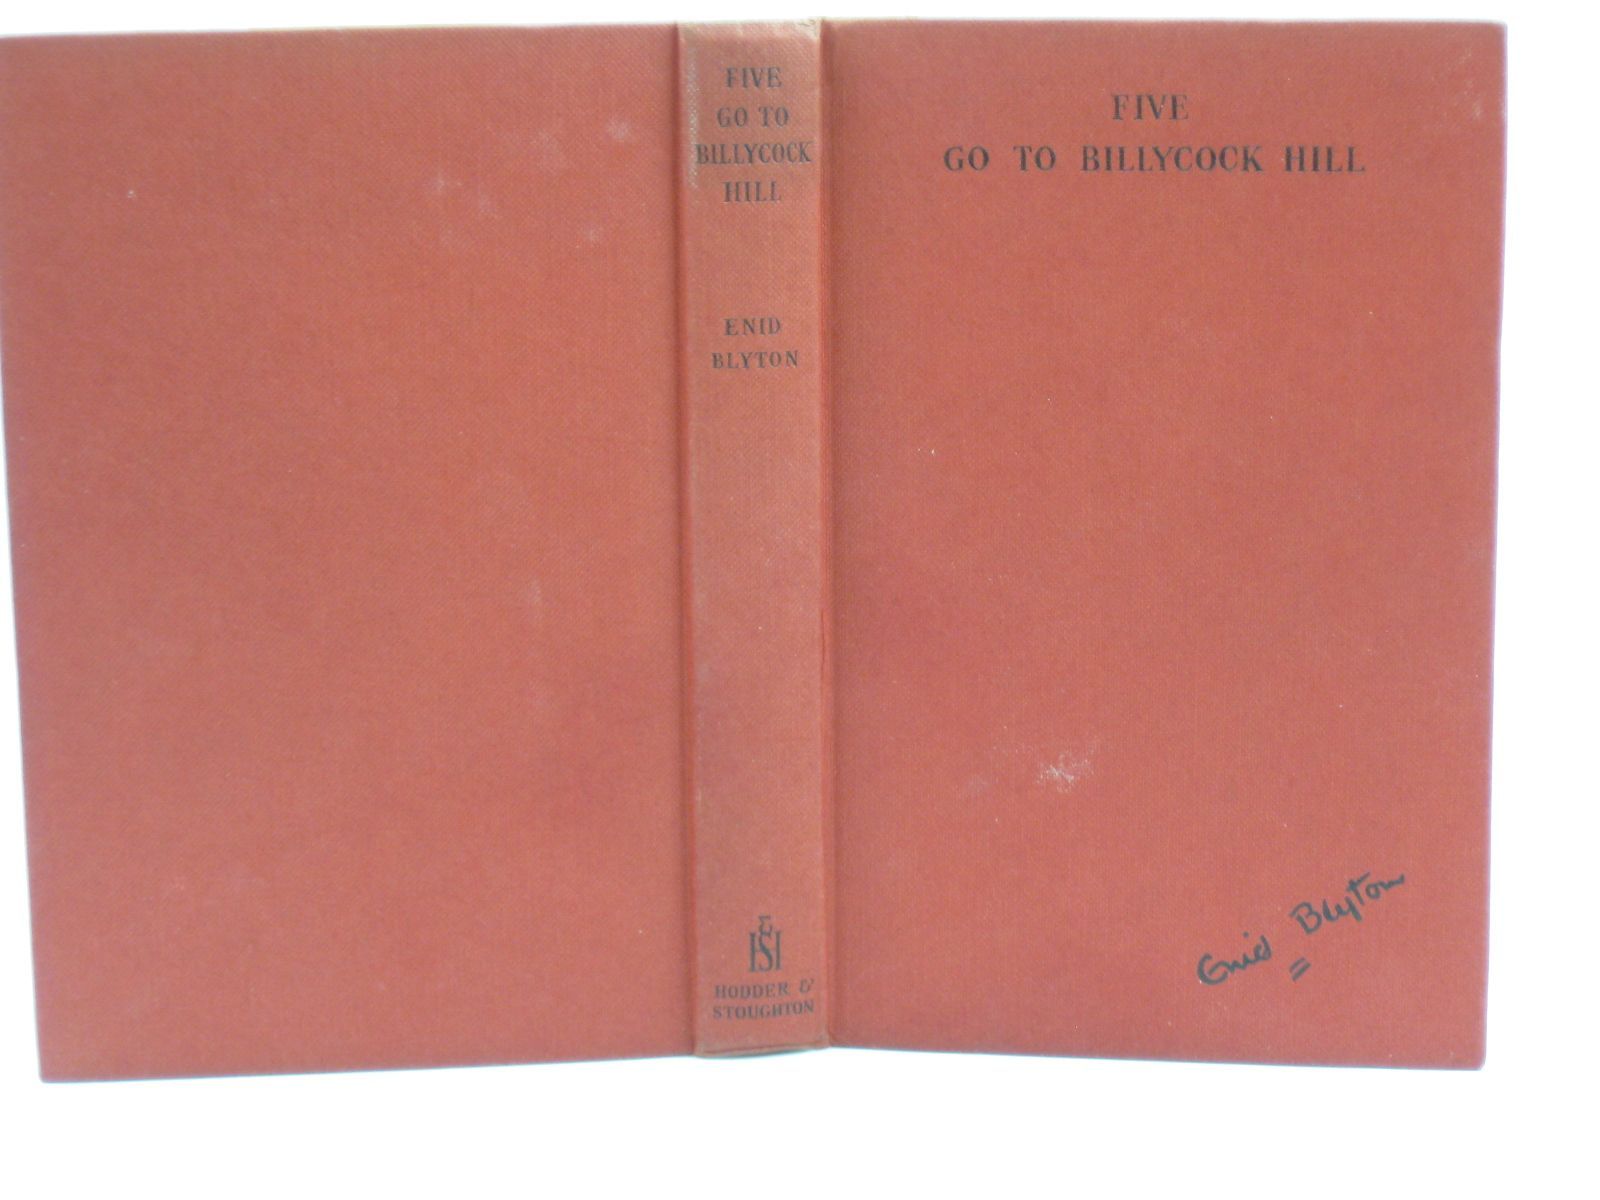 FIVE
GO TO
BILLYCOCK
HILL
ENID
BLYTON
H&S
HODDER &
STOUGHTON
FIVE
GO TO BILLYCOCK HILL
Enid Blyton